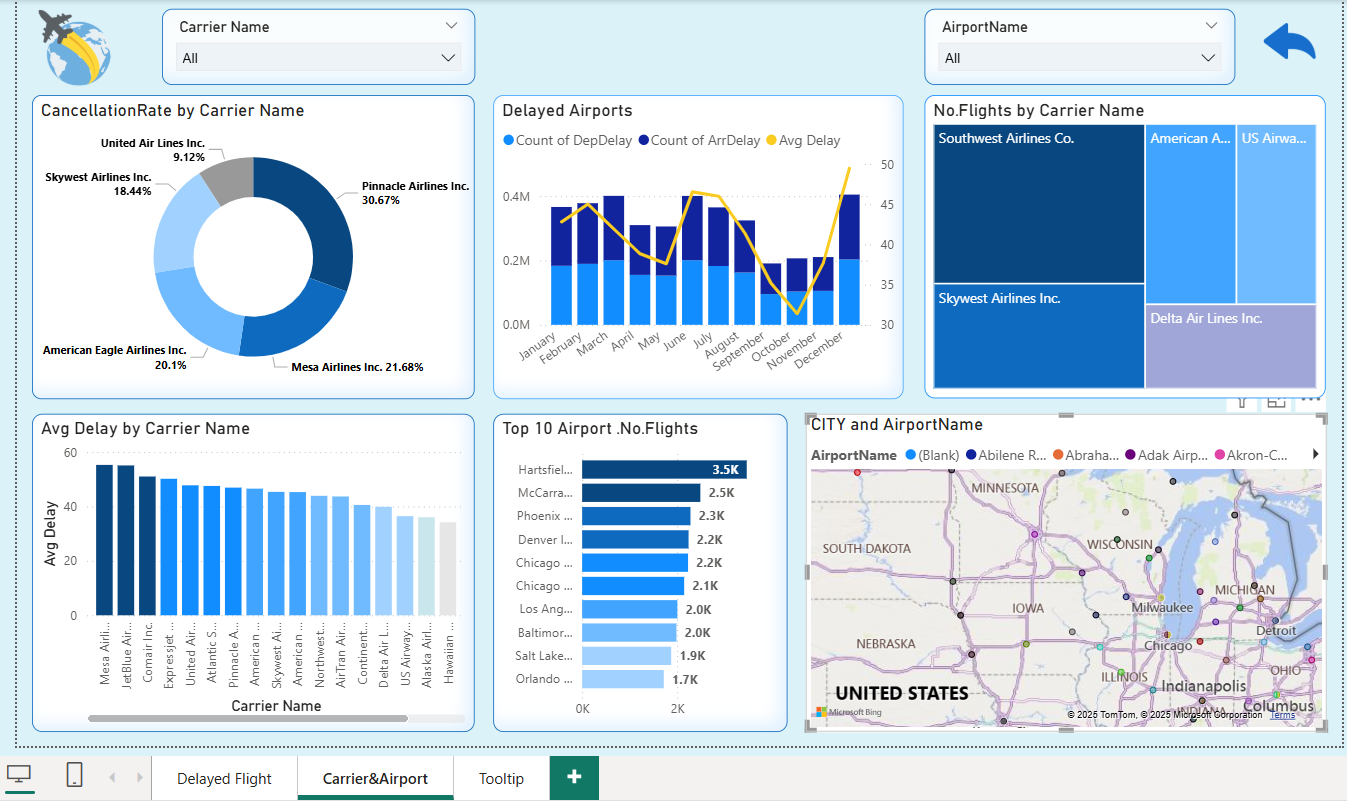 Carrier Name
All
AirportName
All
CancellationRate by Carrier Name
United Air Lines Inc.
9.12%
Skywest Airlines Inc.
18.44%
Pinnacle Airlines Inc.
30.67%
American Eagle Airlines Inc.
20.1%
Mesa Airlines Inc. 21.68%
Delayed Airports
Count of DepDelay Count of ArrDelay Avg Delay
0.4M
0.2M
0.0M
50
45
40
35
30
January
February
March
April
May
June
July
August
September
October
November
December
No.Flights by Carrier Name
Southwest Airlines Co.
American A...
US Airwa...
Skywest Airlines Inc.
Delta Air Lines Inc.
Avg Delay by Carrier Name
Avg Delay
60
40
20
0
Mesa Airli...
JetBlue Air...
Comair Inc.
Expressjet ...
United Air...
Atlantic S...
Pinnacle A...
American ...
Skywest Ai...
American ...
Northwest...
AirTran Air...
Continent...
Delta Air L...
US Airway...
Alaska Airl...
Hawaiian ...
Carrier Name
Top 10 Airport .No.Flights
Hartsfiel... 3.5K
McCarra... 2.5K
Phoenix ... 2.3K
Denver I... 2.2K
Chicago ... 2.2K
Chicago ... 2.1K
Los Ang... 2.0K
Baltimor... 2.0K
Salt Lake... 1.9K
Orlando ... 1.7K
0K 2K
CITY and AirportName
AirportName (Blank) Abilene R... Abraha... Adak Airp... Akron-C...
MINNESOTA
SOUTH DAKOTA
WISCONSIN
MICHIGAN
IOWA
Milwaukee
Detroit
NEBRASKA
Chicago
OHIO
ILLINOIS
Indianapolis
UNITED STATES
Columbus
INDIANA
Microsoft Bing
© 2025 TomTom, © 2025 Microsoft Corporation Terms
Delayed Flight
Carrier&Airport
Tooltip
+